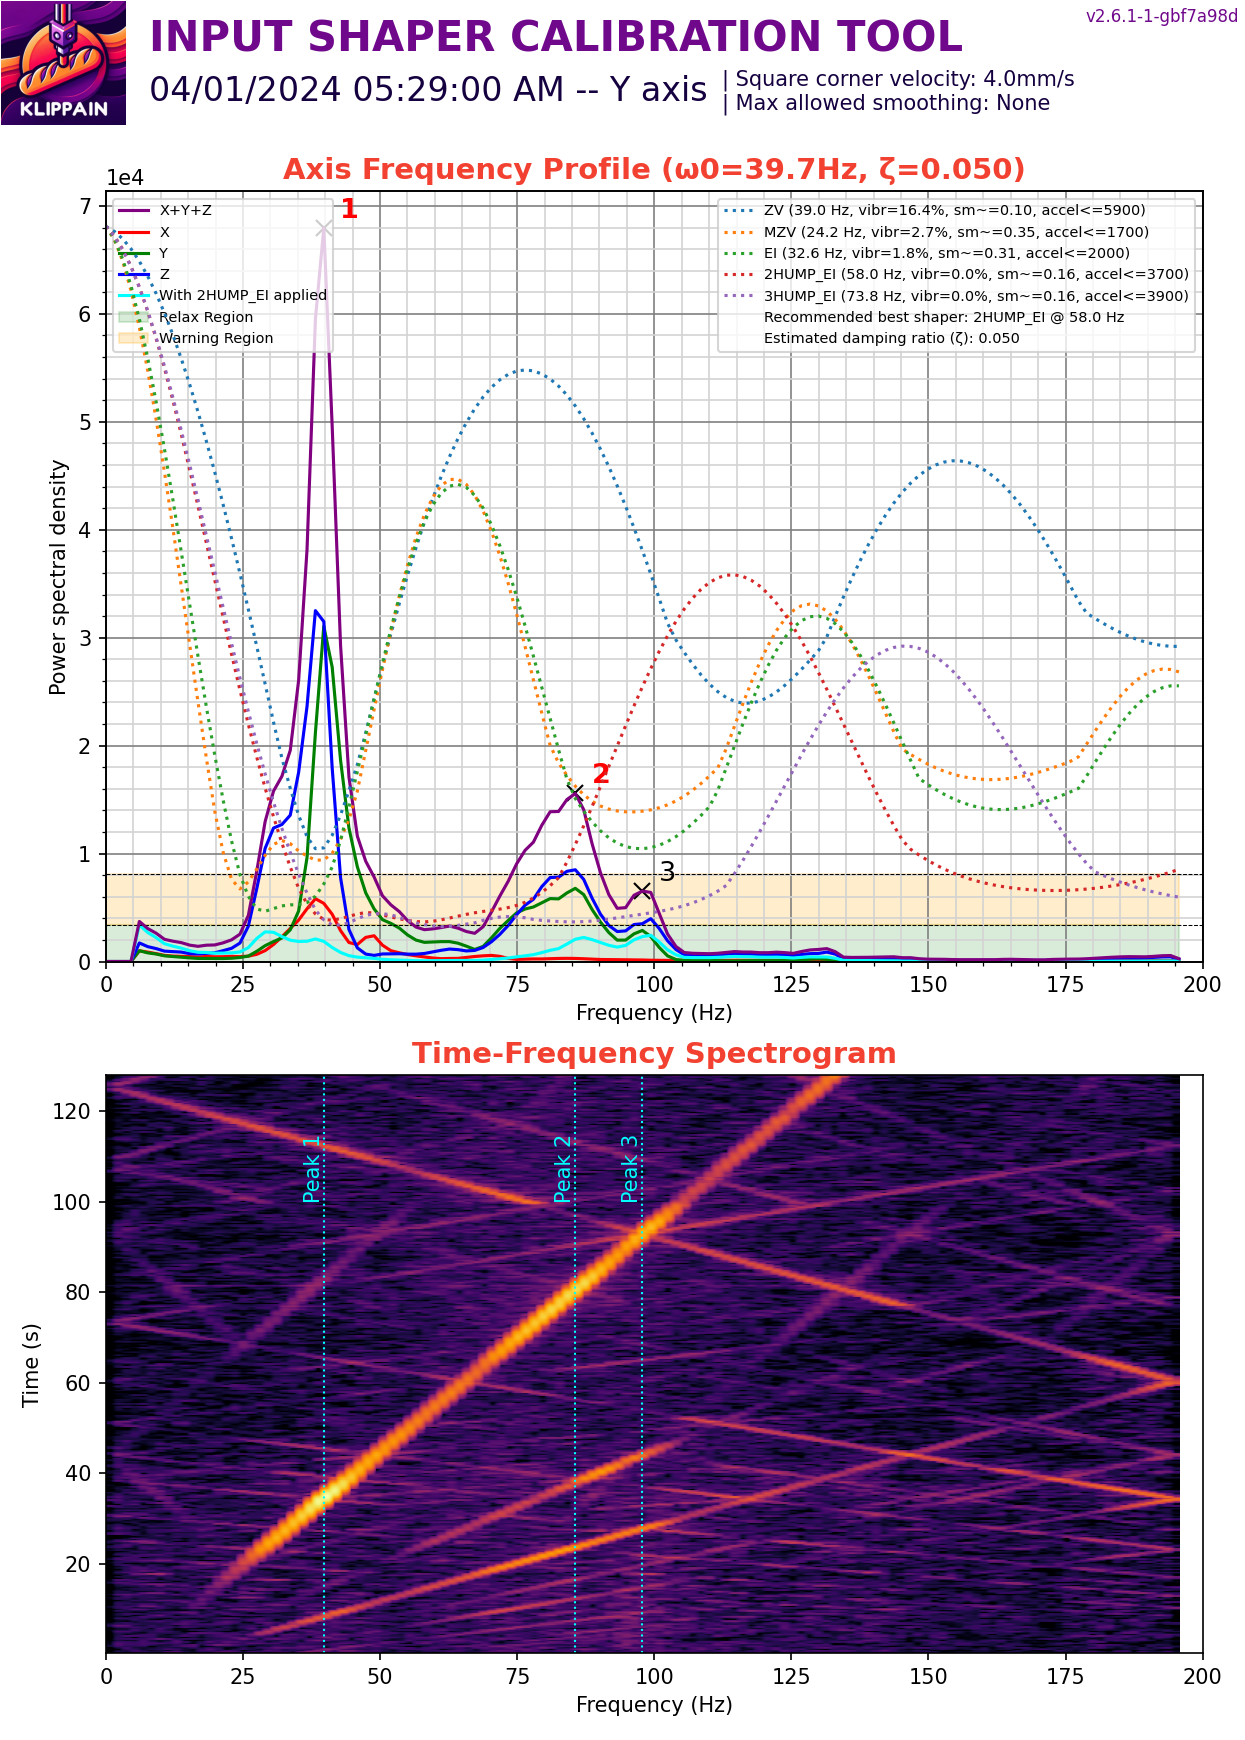 v2.6.1-1-gbf7a98d
INPUT SHAPER CALIBRATION TOOL
04/01/2024 05:29:00 AM -- Y axis
| Square corner velocity: 4.0mm/s
| Max allowed smoothing: None
KLIPPAIN
Axis Frequency Profile (ω0=39.7Hz, ζ=0.050)
1e4
X+Y+Z
X
Y
Z
With 2HUMP_EI applied
Relax Region
Warning Region
ZV (39.0 Hz, vibr=16.4%, sm~=0.10, accel<=5900)
MZV (24.2 Hz, vibr=2.7%, sm~=0.35, accel<=1700)
EI (32.6 Hz, vibr=1.8%, sm~=0.31, accel<=2000)
2HUMP_EI (58.0 Hz, vibr=0.0%, sm~=0.16, accel<=3700)
3HUMP_EI (73.8 Hz, vibr=0.0%, sm~=0.16, accel<=3900)
Recommended best shaper: 2HUMP_EI @ 58.0 Hz
Estimated damping ratio (ζ): 0.050
1
2
3
7
6
5
4
3
2
1
0
Power spectral density
0 25 50 75 100 125 150 175 200
Frequency (Hz)
Time-Frequency Spectrogram
Peak 1
Peak 2
Peak 3
120
100
80
60
40
20
Time (s)
0 25 50 75 100 125 150 175 200
Frequency (Hz)